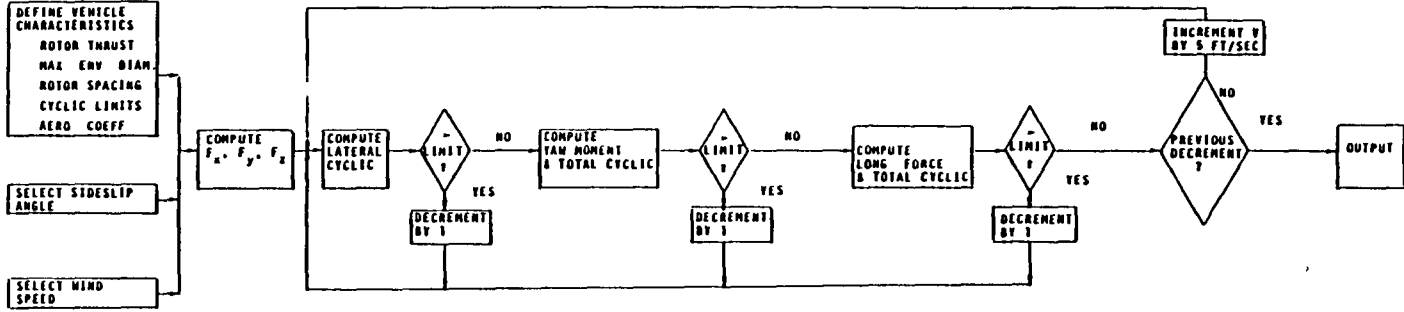 DEFINE VEHICLE
CHARACTERISTICS
ROTOR THRUST
MAX ENV DIAM.
ROTOR SPACING
CYCLIC LIMITS
AERO COEFF
SELECT SIDESLIP
ANGLE
SELECT WIND
SPEED
COMPUTE
Fx, Fy, Fz
COMPUTE
LATERAL
CYCLIC
LIMIT
?
NO
YES
DECREMENT
BY 1
COMPUTE
YAW MOMENT
& TOTAL CYCLIC
LIMIT
?
NO
YES
DECREMENT
BY 1
COMPUTE
LONG FORCE
& TOTAL CYCLIC
LIMIT
?
NO
YES
DECREMENT
BY 1
INCREMENT V
BY 5 FT/SEC
NO
PREVIOUS
DECREMENT
?
YES
OUTPUT